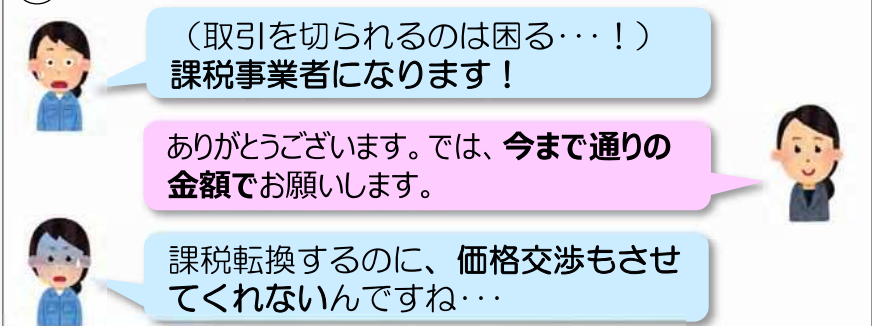 （取引を切られるのは困る･･･！）
課税事業者になります！
ありがとうございます。では、今まで通りの
金額でお願いします。
課税転換するのに、価格交渉もさせ
てくれないんですね･･･